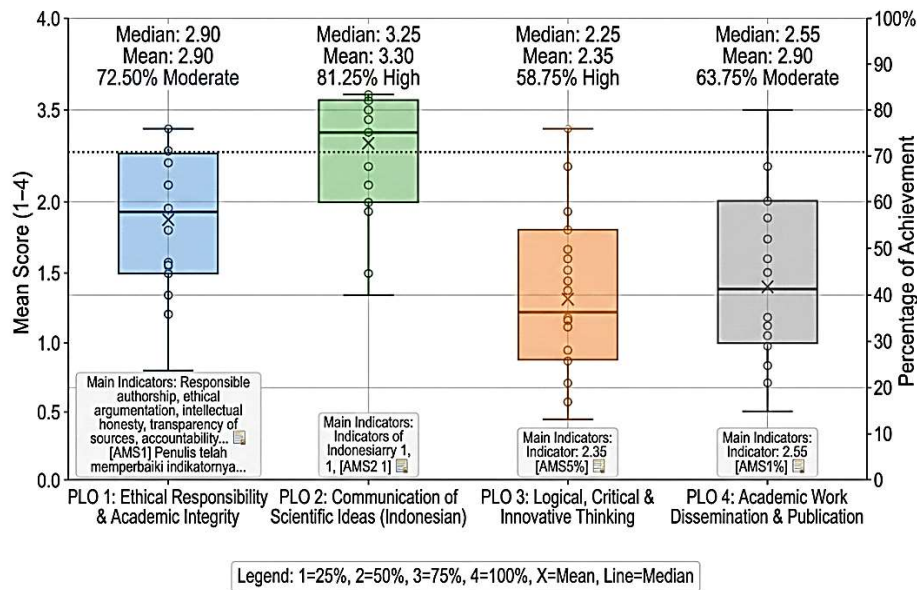 4.0
3.5
2.0
1.5
1.0
0.5
0.0
Mean Score (1–4)
100%
90
80
70
60
50
40
30
20
10
0
Percentage of Achievement
Median: 2.90
Mean: 2.90
72.50% Moderate
Median: 3.25
Mean: 3.30
81.25% High
Median: 2.25
Mean: 2.35
58.75% High
Median: 2.55
Mean: 2.90
63.75% Moderate
Main Indicators: Responsible
authorship, ethical
argumentation, intellectual
honesty, transparency of
sources, accountability...
[AMS1] Penulis telah
memperbaiki indikatornya...
Main Indicators:
Indicators of
Indonesiarry 1,
1, [AMS2 1]
Main Indicators:
Indicator: 2.35
[AMS5%]
Main Indicators:
Indicator: 2.55
[AMS1%]
PLO 1: Ethical Responsibility
& Academic Integrity
PLO 2: Communication of
Scientific Ideas (Indonesian)
PLO 3: Logical, Critical &
Innovative Thinking
PLO 4: Academic Work
Dissemination & Publication
Legend: 1=25%, 2=50%, 3=75%, 4=100%, X=Mean, Line=Median